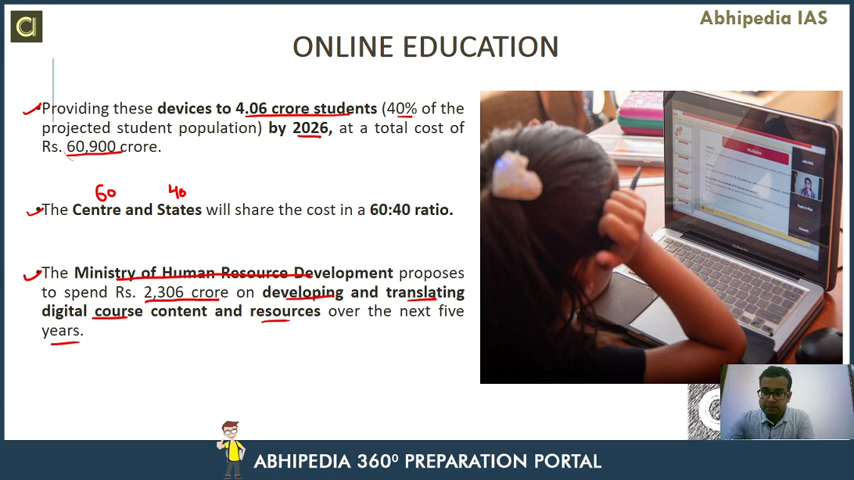 Abhipedia IAS
ONLINE EDUCATION
Providing these devices to 4.06 crore students (40% of the
projected student population) by 2026, at a total cost of
Rs. 60,900 crore.
60 40
•The Centre and States will share the cost in a 60:40 ratio.
•The Ministry of Human Resource Development proposes
to spend Rs. 2,306 crore on developing and translating
digital course content and resources over the next five
years.
ABHIPEDIA 360⁰ PREPARATION PORTAL